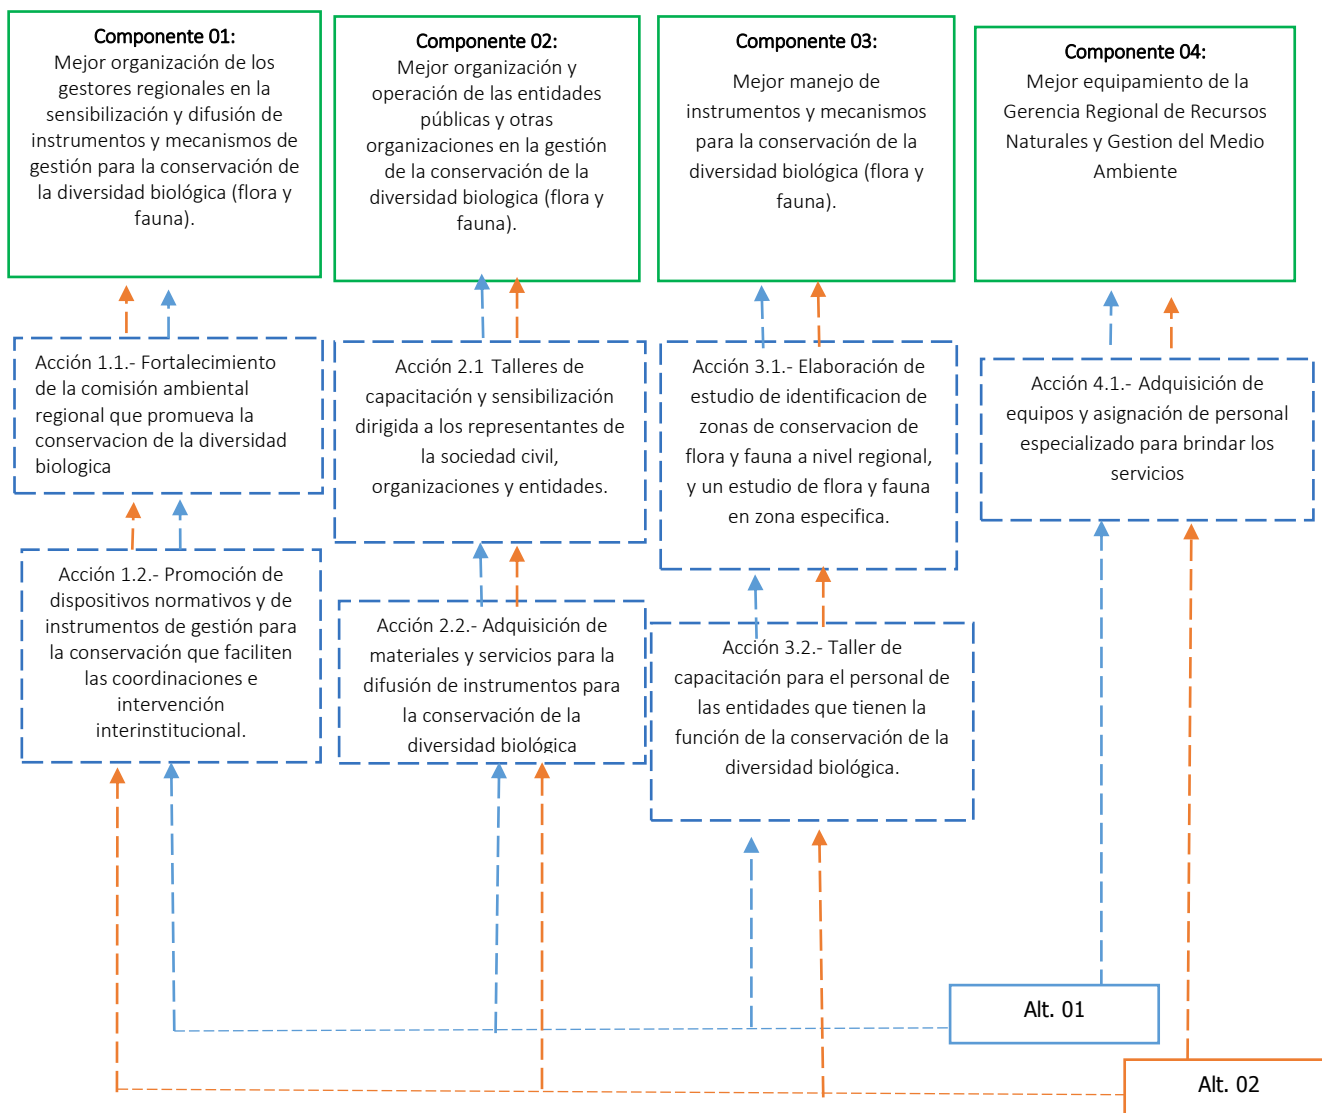 Componente 01:
Mejor organización de los
gestores regionales en la
sensibilización y difusión de
instrumentos y mecanismos de
gestión para la conservación de
la diversidad biológica (flora y
fauna).
Componente 02:
Mejor organización y
operación de las entidades
públicas y otras
organizaciones en la gestión
de la conservación de la
diversidad biologica (flora y
fauna).
Componente 03:
Mejor manejo de
instrumentos y mecanismos
para la conservación de la
diversidad biológica (flora y
fauna).
Componente 04:
Mejor equipamiento de la
Gerencia Regional de Recursos
Naturales y Gestion del Medio
Ambiente
Acción 1.1.- Fortalecimiento
de la comisión ambiental
regional que promueva la
conservacion de la diversidad
biologica
Acción 2.1 Talleres de
capacitación y sensibilización
dirigida a los representantes de
la sociedad civil,
organizaciones y entidades.
Acción 3.1.- Elaboración de
estudio de identificacion de
zonas de conservacion de
flora y fauna a nivel regional,
y un estudio de flora y fauna
en zona especifica.
Acción 4.1.- Adquisición de
equipos y asignación de personal
especializado para brindar los
servicios
Acción 1.2.- Promoción de
dispositivos normativos y de
instrumentos de gestión para
la conservación que faciliten
las coordinaciones e
intervención
interinstitucional.
Acción 2.2.- Adquisición de
materiales y servicios para la
difusión de instrumentos para
la conservación de la
diversidad biológica
Acción 3.2.- Taller de
capacitación para el personal de
las entidades que tienen la
función de la conservación de la
diversidad biológica.
Alt. 01
Alt. 02